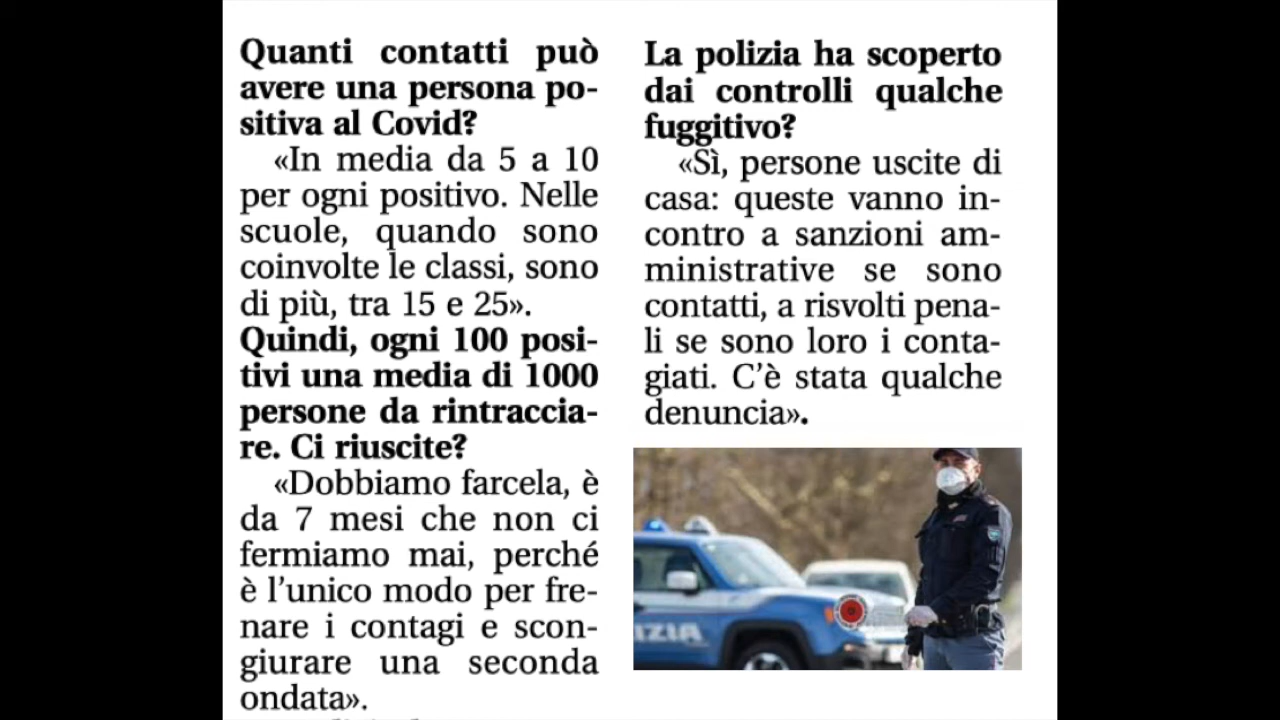 Quanti contatti può
avere una persona po-
sitiva al Covid?
«In media da 5 a 10
per ogni positivo. Nelle
scuole, quando sono
coinvolte le classi, sono
di più, tra 15 e 25».
Quindi, ogni 100 posi-
tivi una media di 1000
persone da rintraccia-
re. Ci riuscite?
«Dobbiamo farcela, è
da 7 mesi che non ci
fermiamo mai, perché
è l'unico modo per fre-
nare i contagi e scon-
giurare una seconda
ondata».
La polizia ha scoperto
dai controlli qualche
fuggitivo?
«Sì, persone uscite di
casa: queste vanno in-
contro a sanzioni am-
ministrative se sono
contatti, a risvolti pena-
li se sono loro i conta-
giati. C'è stata qualche
denuncia».
IZIA